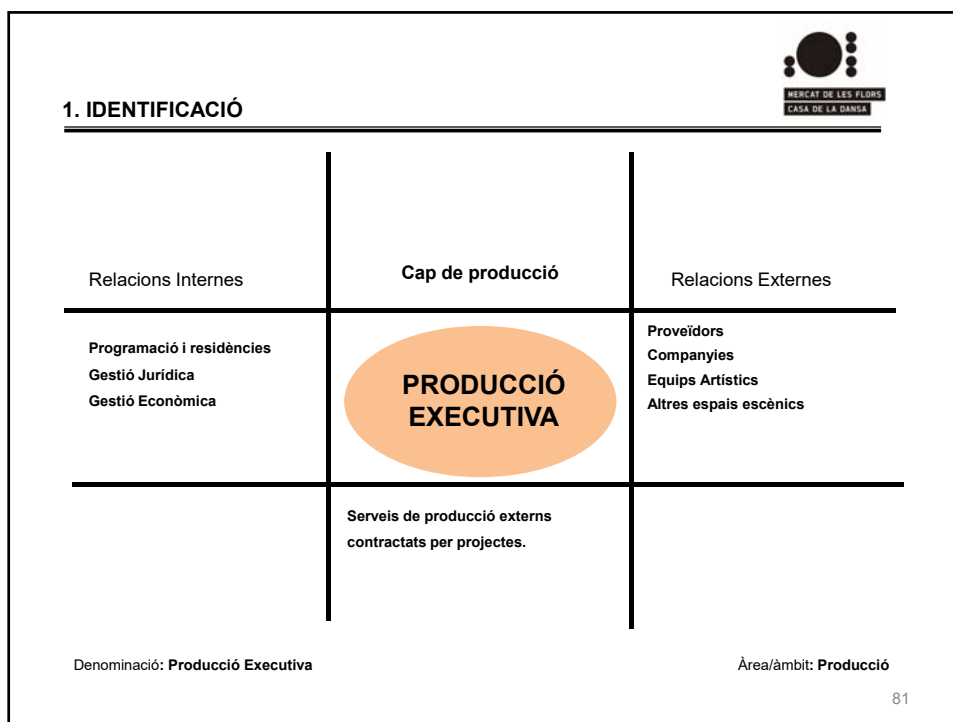 MERCAT DE LES FLORS
CASA DE LA DANSA
1. IDENTIFICACIÓ
Relacions Internes
Cap de producció
Relacions Externes
Programació i residències
Gestió Jurídica
Gestió Econòmica
PRODUCCIÓ
EXECUTIVA
Proveïdors
Companyies
Equips Artístics
Altres espais escènics
Serveis de producció externs
contractats per projectes.
Denominació: Producció Executiva
Àrea/àmbit: Producció
81